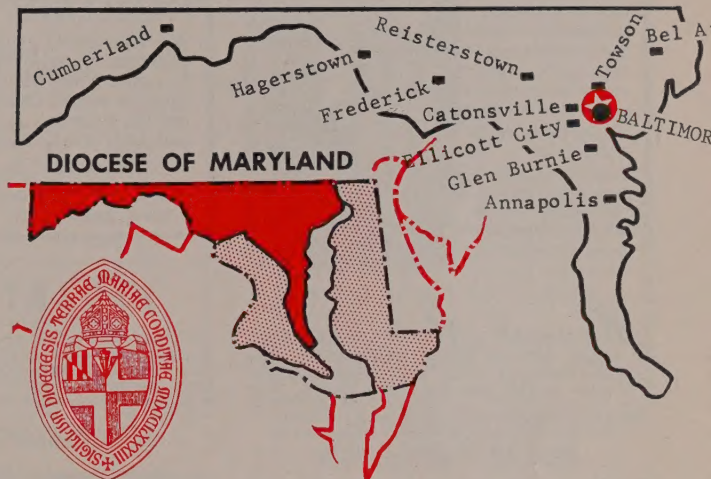 Cumberland
Hagerstown
Frederick
Reisterstown
Towson
Bel A
Catonsville
BALTIMOR
Ellicott City
Glen Burnie
Annapolis
DIOCESE OF MARYLAND
SIGILLUM DIOECESIS TERRAE MARIAE CONDITAE MDCCLXXXIII